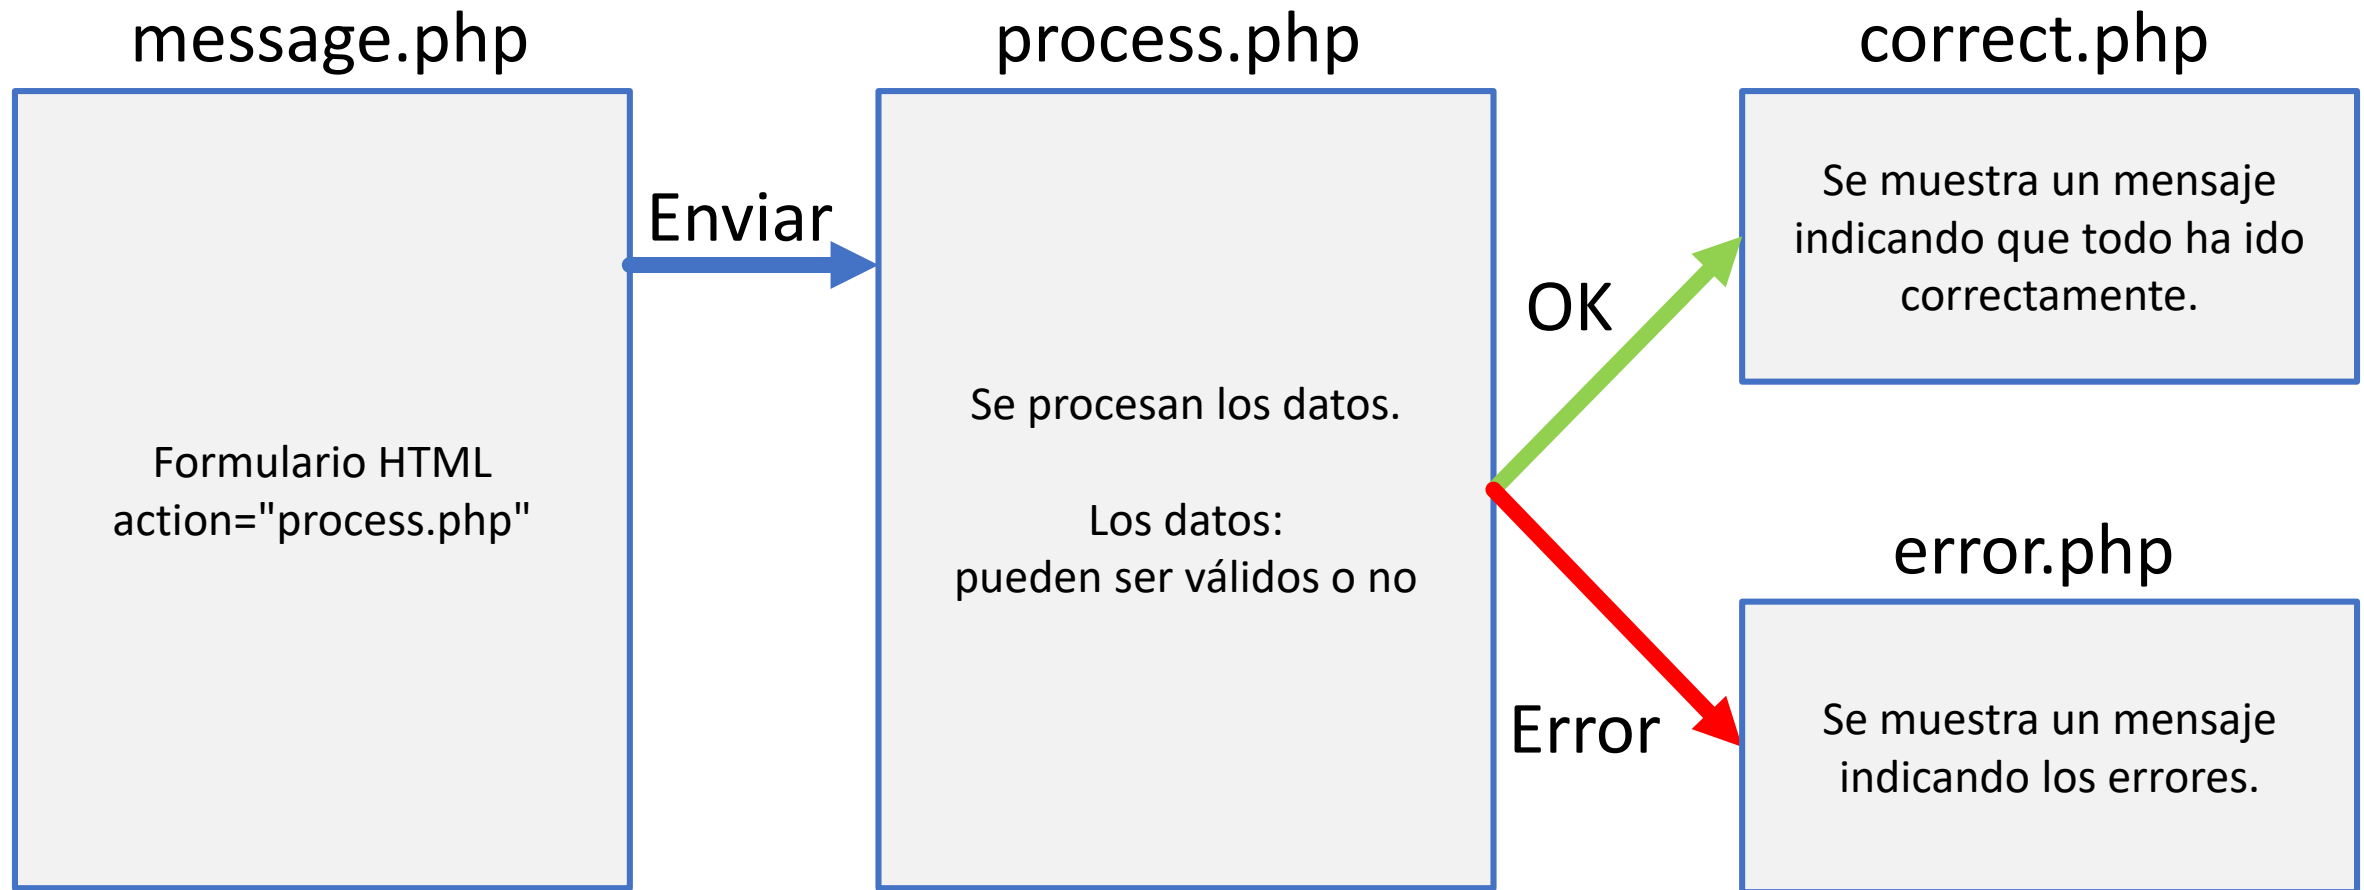 message.php
Formulario HTML
action="process.php"
Enviar
process.php
Se procesan los datos.
Los datos:
pueden ser válidos o no
OK
correct.php
Se muestra un mensaje
indicando que todo ha ido
correctamente.
Error
error.php
Se muestra un mensaje
indicando los errores.